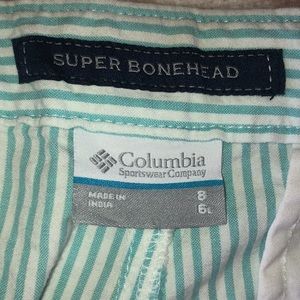 SUPER BONEHEAD
Columbia
Sportswear Company
MADE IN 8
INDIA 6L